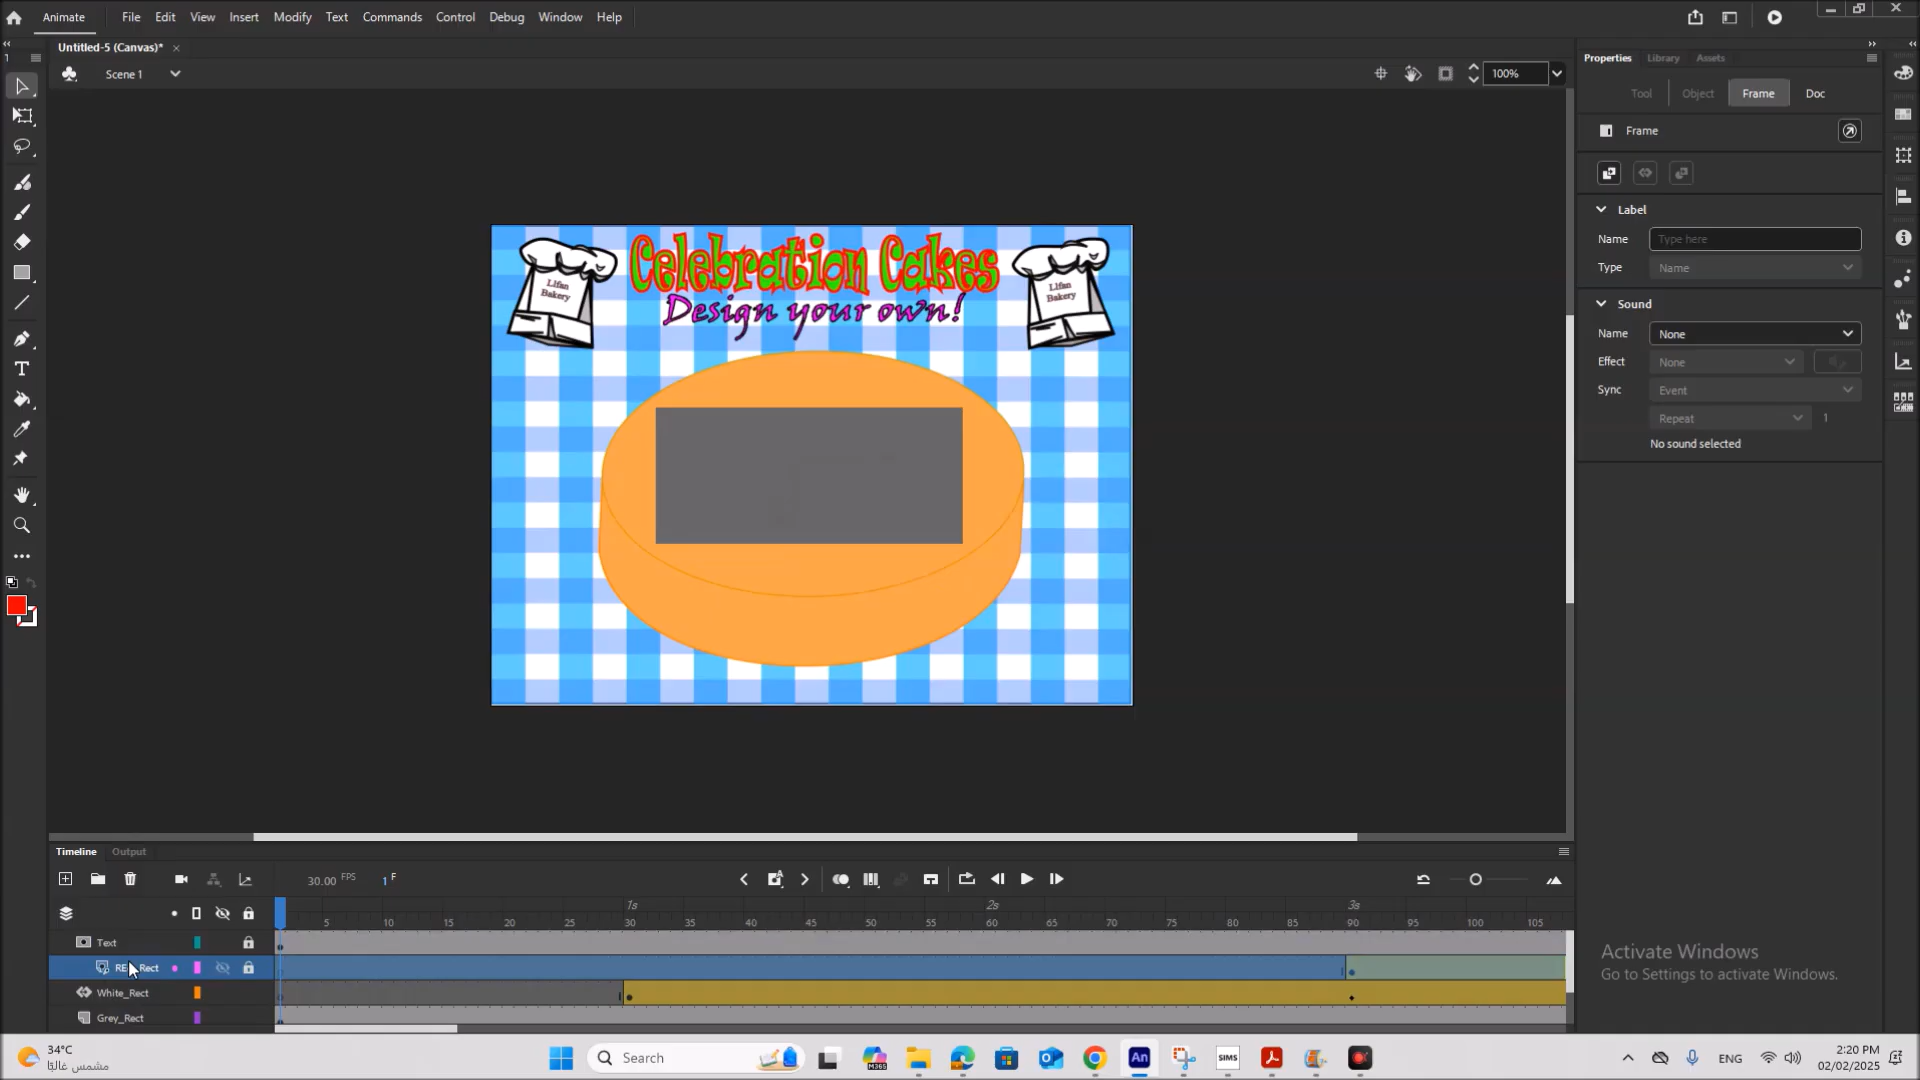 Animate File Edit View Insert Modify Text Commands Control Debug Window Help
Untitled-5 (Canvas)*
Scene 1
100%
Properties Library Assets
Tool Object Frame Doc
Frame
Label
Name Type here
Type Name
Sound
Name None
Effect None
Sync Event
Repeat 1
No sound selected
Celebration Cakes
Design your own!
Lifan
Bakery
Lifan
Bakery
Timeline Output
30.00 FPS 1 F
1s 2s 3s
5 10 15 20 25 30 35 40 45 50 55 60 65 70 75 80 85 90 95 100 105
Text
Rect
White_Rect
Grey_Rect
Activate Windows
Go to Settings to activate Windows.
34°C
مشمس غالبًا
Search
M365
An
SIMS
ENG
2:20 PM
02/02/2025